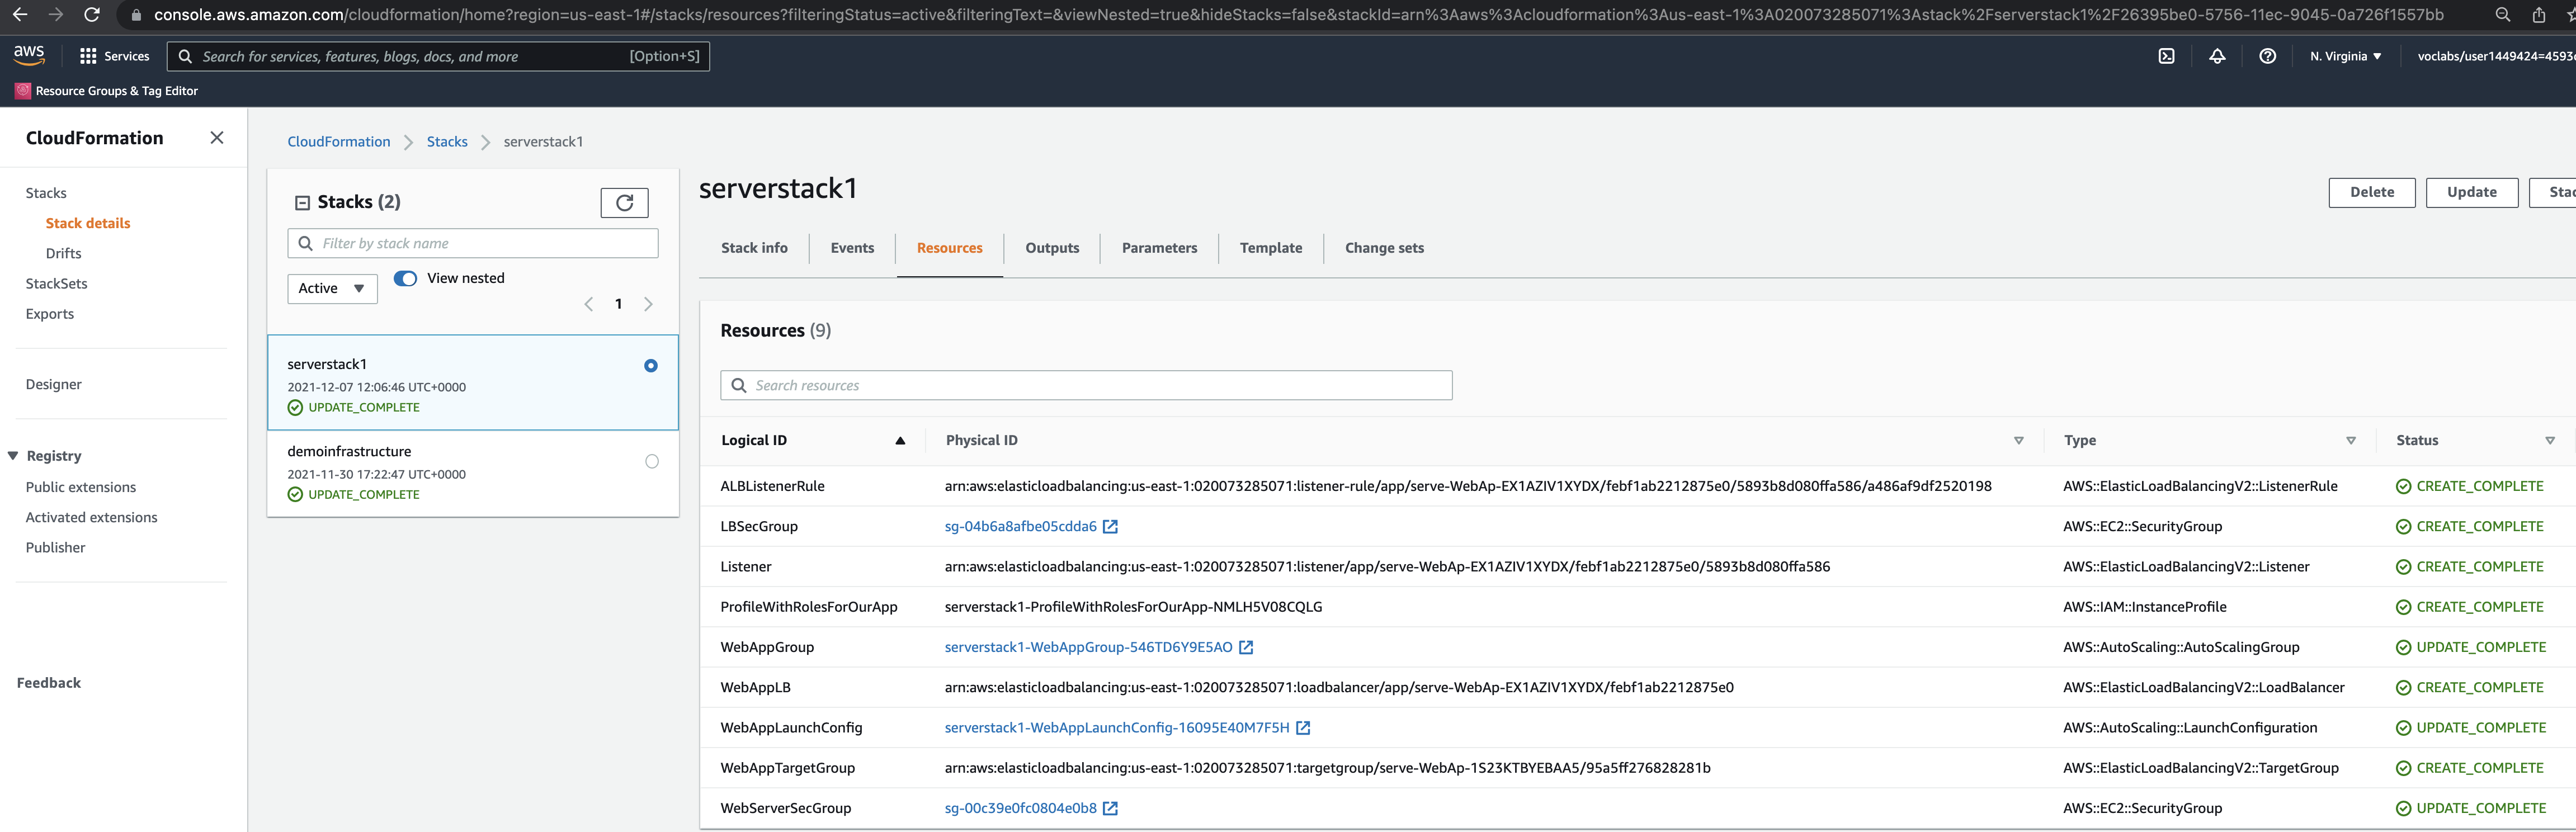 console.aws.amazon.com/cloudformation/home?region=us-east-1#/stacks/resources?filteringStatus=active&filteringText=&viewNested=true&hideStacks=false&stackId=arn%3Aaws%3Acloudformation%3Aus-east-1%3A020073285071%3Astack%2Fserverstack1%2F26395be0-5756-11ec-9045-0a726f1557bb
aws Services Search for services, features, blogs, docs, and more [Option+S] N. Virginia voclabs/user1449424=4593
Resource Groups & Tag Editor
CloudFormation
Stacks
Stack details
Drifts
StackSets
Exports
Designer
Registry
Public extensions
Activated extensions
Publisher
Feedback
CloudFormation Stacks serverstack1
Stacks (2)
Filter by stack name
Active View nested
1
serverstack1
2021-12-07 12:06:46 UTC+0000
UPDATE_COMPLETE
demoinfrastructure
2021-11-30 17:22:47 UTC+0000
UPDATE_COMPLETE
serverstack1
Delete Update Stac
Stack info Events Resources Outputs Parameters Template Change sets
Resources (9)
Search resources
Logical ID Physical ID Type Status
ALBListenerRule arn:aws:elasticloadbalancing:us-east-1:020073285071:listener-rule/app/serve-WebAp-EX1AZIV1XYDX/febf1ab2212875e0/5893b8d080ffa586/a486af9df2520198 AWS::ElasticLoadBalancingV2::ListenerRule CREATE_COMPLETE
LBSecGroup sg-04b6a8afbe05cdda6 AWS::EC2::SecurityGroup CREATE_COMPLETE
Listener arn:aws:elasticloadbalancing:us-east-1:020073285071:listener/app/serve-WebAp-EX1AZIV1XYDX/febf1ab2212875e0/5893b8d080ffa586 AWS::ElasticLoadBalancingV2::Listener CREATE_COMPLETE
ProfileWithRolesForOurApp serverstack1-ProfileWithRolesForOurApp-NMLH5V08CQLG AWS::IAM::InstanceProfile CREATE_COMPLETE
WebAppGroup serverstack1-WebAppGroup-546TD6Y9E5AO AWS::AutoScaling::AutoScalingGroup UPDATE_COMPLETE
WebAppLB arn:aws:elasticloadbalancing:us-east-1:020073285071:loadbalancer/app/serve-WebAp-EX1AZIV1XYDX/febf1ab2212875e0 AWS::ElasticLoadBalancingV2::LoadBalancer CREATE_COMPLETE
WebAppLaunchConfig serverstack1-WebAppLaunchConfig-16095E40M7F5H AWS::AutoScaling::LaunchConfiguration UPDATE_COMPLETE
WebAppTargetGroup arn:aws:elasticloadbalancing:us-east-1:020073285071:targetgroup/serve-WebAp-1S23KTBYEBAA5/95a5ff276828281b AWS::ElasticLoadBalancingV2::TargetGroup CREATE_COMPLETE
WebServerSecGroup sg-00c39e0fc0804e0b8 AWS::EC2::SecurityGroup UPDATE_COMPLETE